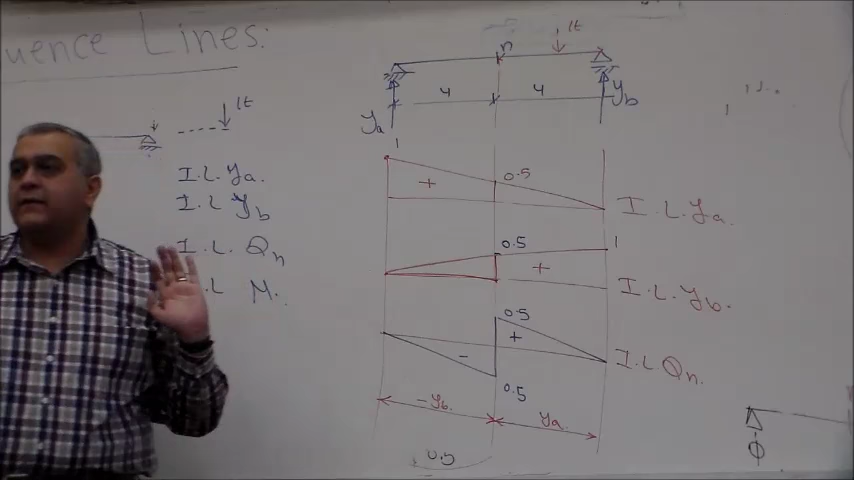 uence Lines:
1t
I.L. Ya.
I.L Yb
I.L. Qn
.L M.
n
1t
4
4
Ya
Yb
1
+
0.5
I.L. Ya.
0.5
1
+
I.L. Yb.
0.5
+
-
I.L Qn.
0.5
-Yb.
Ya.
0.5